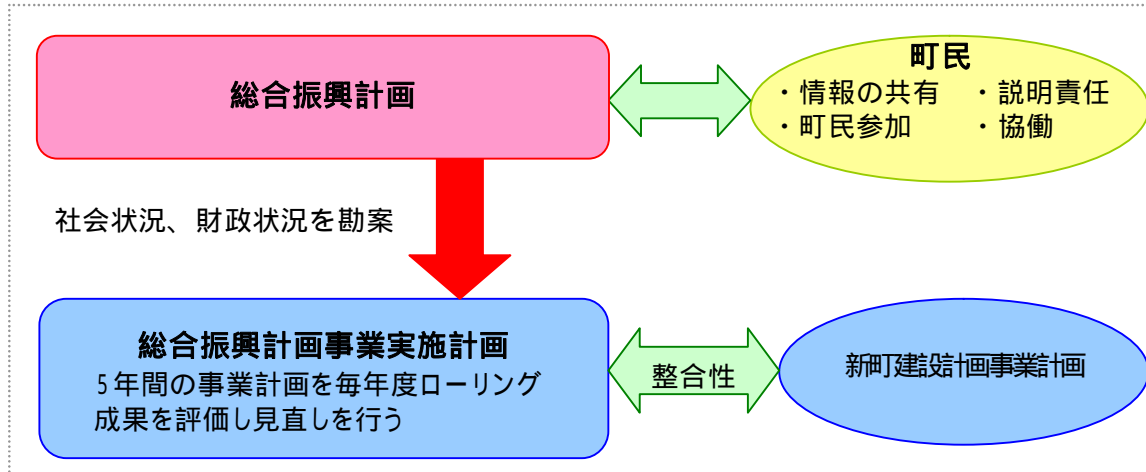 総合振興計画
町民
・情報の共有 ・説明責任
・町民参加 ・協働
社会状況、財政状況を勘案
総合振興計画事業実施計画
5年間の事業計画を毎年度ローリング
成果を評価し見直しを行う
整合性
新町建設計画事業計画